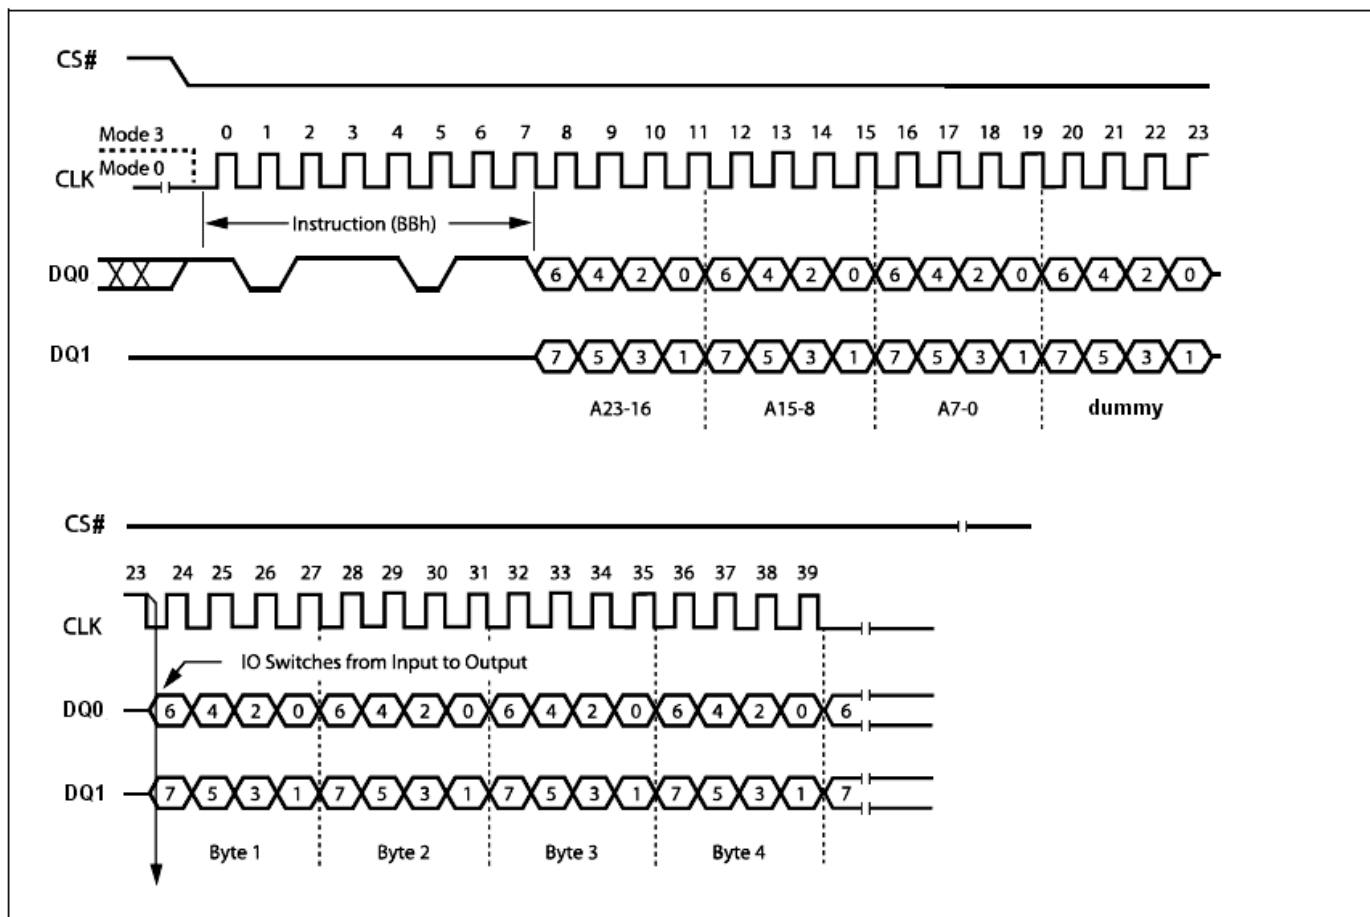 CS#
Mode 3
0 1 2 3 4 5 6 7 8 9 10 11 12 13 14 15 16 17 18 19 20 21 22 23
Mode 0
CLK
Instruction (BBh)
DQ0 6 4 2 0 6 4 2 0 6 4 2 0 6 4 2 0
DQ1 7 5 3 1 7 5 3 1 7 5 3 1 7 5 3 1
A23-16 A15-8 A7-0 dummy
CS#
23 24 25 26 27 28 29 30 31 32 33 34 35 36 37 38 39
CLK
IO Switches from Input to Output
DQ0 6 4 2 0 6 4 2 0 6 4 2 0 6 4 2 0 6
DQ1 7 5 3 1 7 5 3 1 7 5 3 1 7 5 3 1 7
Byte 1 Byte 2 Byte 3 Byte 4